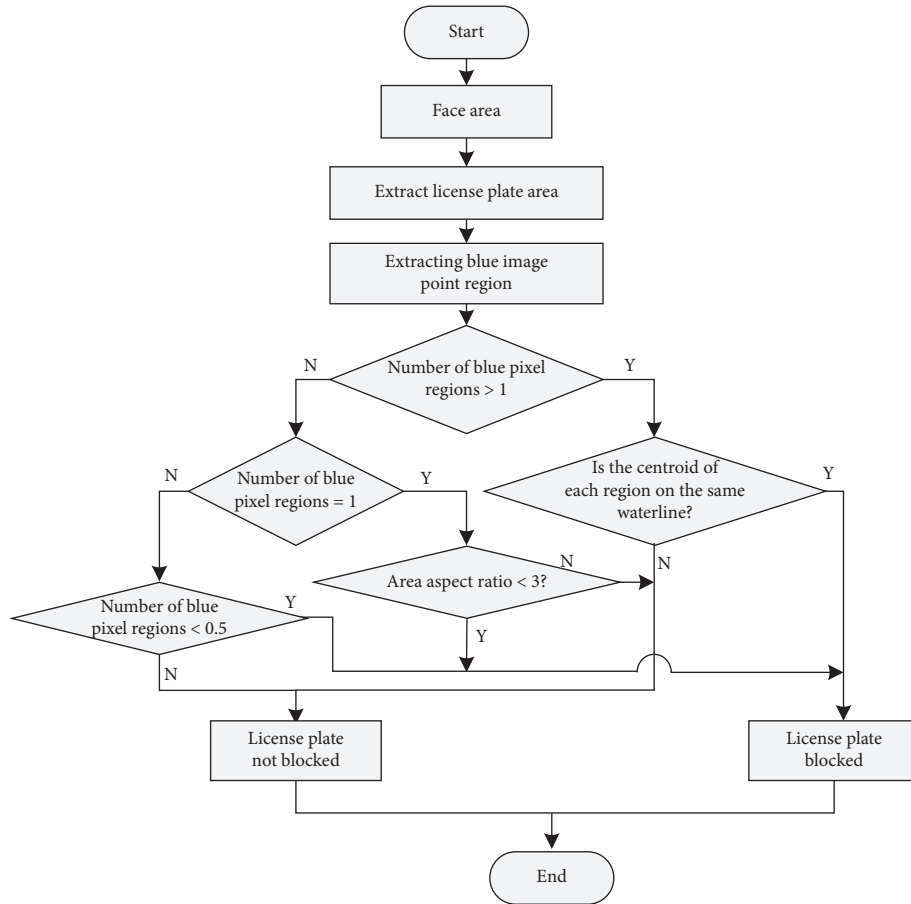 Start
Face area
Extract license plate area
Extracting blue image
point region
Number of blue pixel
regions > 1
N
Y
Number of blue
pixel regions = 1
N
Y
Is the centroid of
each region on the same
waterline?
Y
N
Area aspect ratio < 3?
N
Y
Number of blue
pixel regions < 0.5
Y
N
License plate
not blocked
License plate
blocked
End